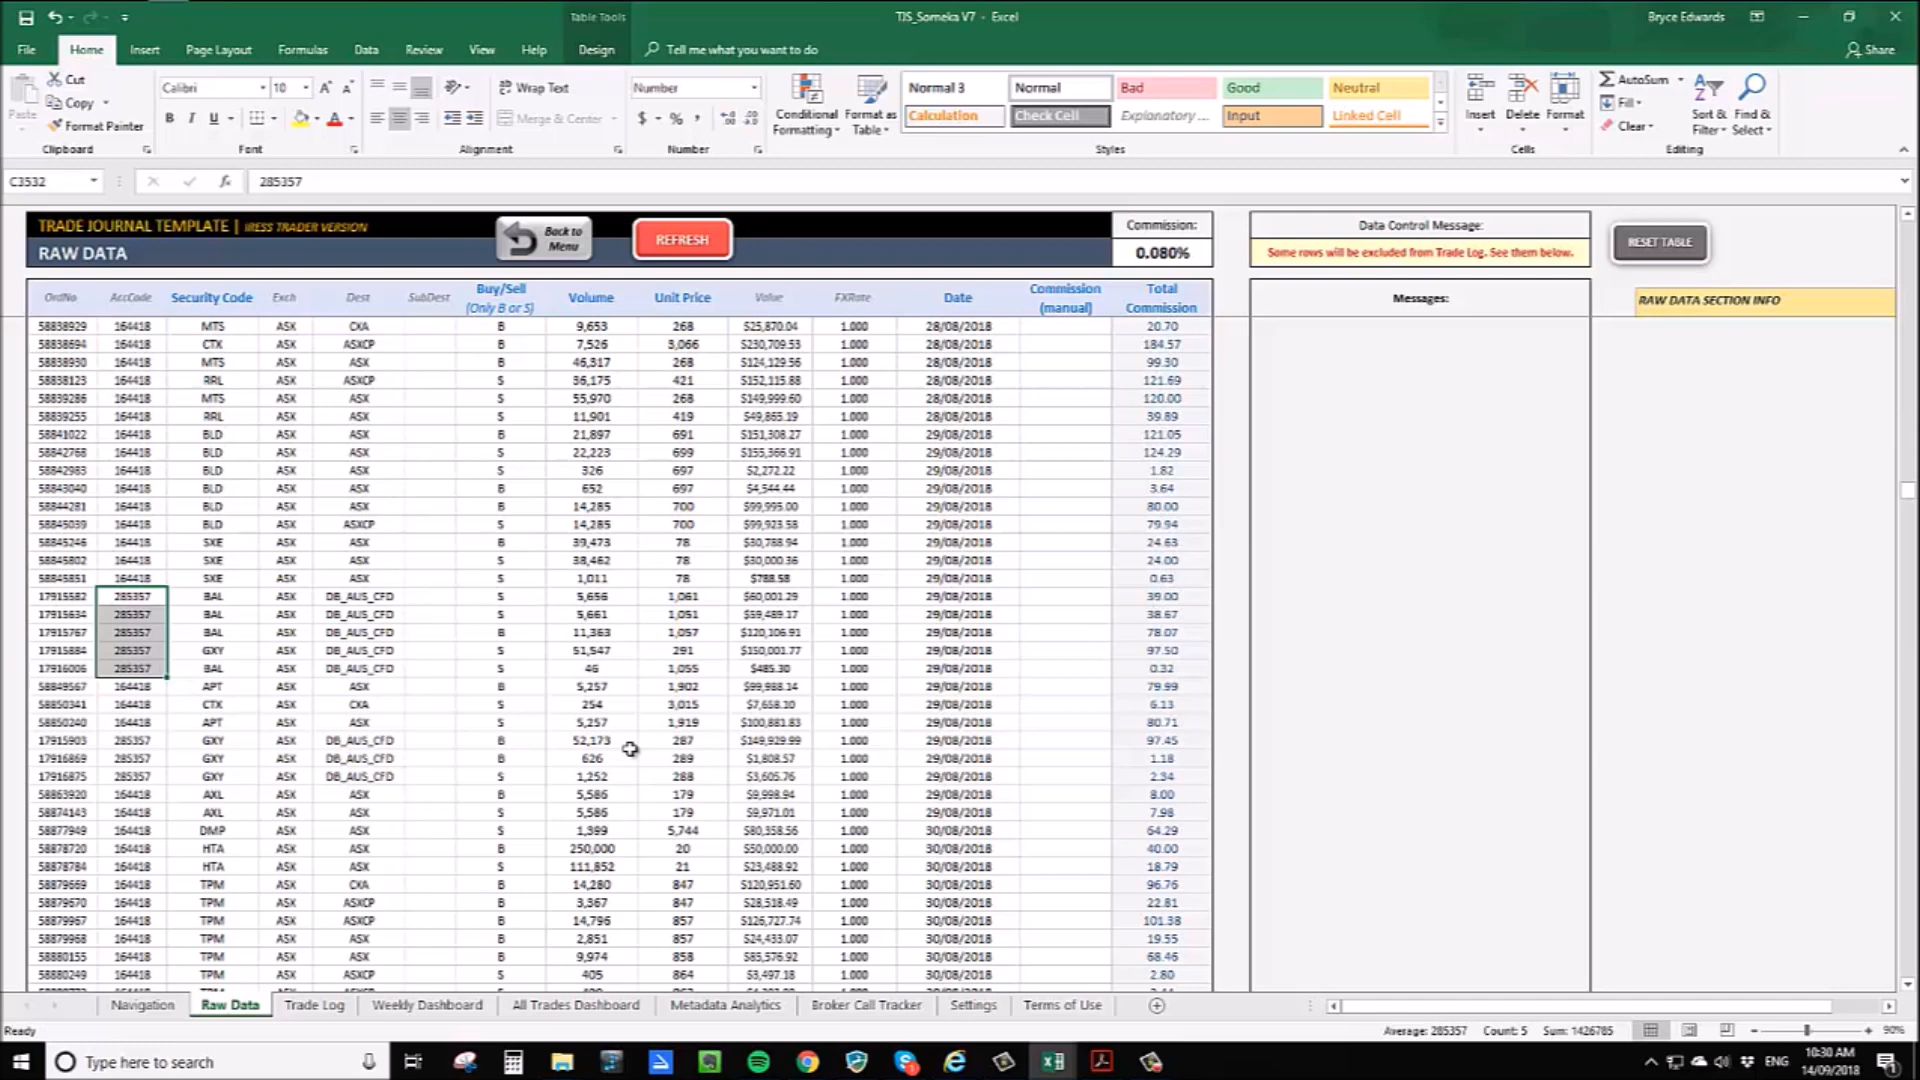 Table Tools
TJS_Someka V7 - Excel
Bryce Edwards
File Home Insert Page Layout Formulas Data Review View Help Design Tell me what you want to do Share
Cut
Copy
Format Painter
Paste
Clipboard
Calibri 10
B I U
Font
Wrap Text
Merge & Center
Alignment
Number
$ % ,
Number
Conditional Formatting
Format as Table
Normal 3 Normal Bad Good Neutral
Calculation Check Cell Explanatory ... Input Linked Cell
Styles
Insert Delete Format
Cells
AutoSum
Fill
Clear
Sort & Filter
Find & Select
Editing
C3532 fx 285357
TRADE JOURNAL TEMPLATE | IRESS TRADER VERSION
RAW DATA
Back to Menu
REFRESH
Commission:
0.080%
Data Control Message:
Some rows will be excluded from Trade Log. See them below.
RESET TABLE
OrdNo AccCode Security Code Exch Dest SubDest Buy/Sell (Only B or S) Volume Unit Price Value FXRate Date Commission (manual) Total Commission
Messages:
RAW DATA SECTION INFO
58838929 164418 MTS ASX CXA B 9,653 268 $25,870.04 1.000 28/08/2018 20.70
58838694 164418 CTX ASX ASXCP B 7,526 3,066 $230,709.53 1.000 28/08/2018 184.57
58838930 164418 MTS ASX ASX B 46,317 268 $124,129.56 1.000 28/08/2018 99.30
58838123 164418 RRL ASX ASXCP S 36,175 421 $152,115.88 1.000 28/08/2018 121.69
58839286 164418 MTS ASX ASX S 55,970 268 $149,999.60 1.000 28/08/2018 120.00
58839255 164418 RRL ASX ASX S 11,901 419 $49,865.19 1.000 28/08/2018 39.89
58841022 164418 BLD ASX ASX B 21,897 691 $151,308.27 1.000 29/08/2018 121.05
58842768 164418 BLD ASX ASX S 22,223 699 $155,366.91 1.000 29/08/2018 124.29
58842983 164418 BLD ASX ASX S 326 697 $2,272.22 1.000 29/08/2018 1.82
58843040 164418 BLD ASX ASX B 652 697 $4,544.44 1.000 29/08/2018 3.64
58844281 164418 BLD ASX ASX B 14,285 700 $99,995.00 1.000 29/08/2018 80.00
58845039 164418 BLD ASX ASXCP S 14,285 700 $99,923.58 1.000 29/08/2018 79.94
58845246 164418 SXE ASX ASX B 39,473 78 $30,788.94 1.000 29/08/2018 24.63
58845802 164418 SXE ASX ASX S 38,462 78 $30,000.36 1.000 29/08/2018 24.00
58845851 164418 SXE ASX ASX S 1,011 78 $788.58 1.000 29/08/2018 0.63
17915582 285357 BAL ASX DB_AUS_CFD S 5,656 1,061 $60,001.29 1.000 29/08/2018 39.00
17915634 285357 BAL ASX DB_AUS_CFD S 5,661 1,051 $59,489.17 1.000 29/08/2018 38.67
17915767 285357 BAL ASX DB_AUS_CFD B 11,363 1,057 $120,106.91 1.000 29/08/2018 78.07
17915884 285357 GXY ASX DB_AUS_CFD S 51,547 291 $150,001.77 1.000 29/08/2018 97.50
17916006 285357 BAL ASX DB_AUS_CFD S 46 1,055 $485.30 1.000 29/08/2018 0.32
58849567 164418 APT ASX ASX B 5,257 1,902 $99,988.14 1.000 29/08/2018 79.99
58850341 164418 CTX ASX CXA S 254 3,015 $7,658.10 1.000 29/08/2018 6.13
58850240 164418 APT ASX ASX S 5,257 1,919 $100,881.83 1.000 29/08/2018 80.71
17915903 285357 GXY ASX DB_AUS_CFD B 52,173 287 $149,929.99 1.000 29/08/2018 97.45
17916869 285357 GXY ASX DB_AUS_CFD B 626 289 $1,808.57 1.000 29/08/2018 1.18
17916875 285357 GXY ASX DB_AUS_CFD S 1,252 288 $3,605.76 1.000 29/08/2018 2.34
58863920 164418 AXL ASX ASX B 5,586 179 $9,998.94 1.000 29/08/2018 8.00
58874143 164418 AXL ASX ASX S 5,586 179 $9,971.01 1.000 29/08/2018 7.98
58877949 164418 DMP ASX ASX S 1,399 5,744 $80,358.56 1.000 30/08/2018 64.29
58878720 164418 HTA ASX ASX B 250,000 20 $50,000.00 1.000 30/08/2018 40.00
58878784 164418 HTA ASX ASX S 111,852 21 $23,488.92 1.000 30/08/2018 18.79
58879669 164418 TPM ASX CXA B 14,280 847 $120,951.60 1.000 30/08/2018 96.76
58879670 164418 TPM ASX ASXCP B 3,367 847 $28,518.49 1.000 30/08/2018 22.81
58879967 164418 TPM ASX ASXCP B 14,796 857 $126,727.74 1.000 30/08/2018 101.38
58879968 164418 TPM ASX ASX B 2,851 857 $24,433.07 1.000 30/08/2018 19.55
58880155 164418 TPM ASX ASX B 9,974 858 $85,576.92 1.000 30/08/2018 68.46
58880249 164418 TPM ASX ASXCP S 405 864 $3,497.18 1.000 30/08/2018 2.80
Navigation Raw Data Trade Log Weekly Dashboard All Trades Dashboard Metadata Analytics Broker Call Tracker Settings Terms of Use
Ready Average: 285357 Count: 5 Sum: 1426785 90%
Type here to search
ENG
10:30 AM
14/09/2018